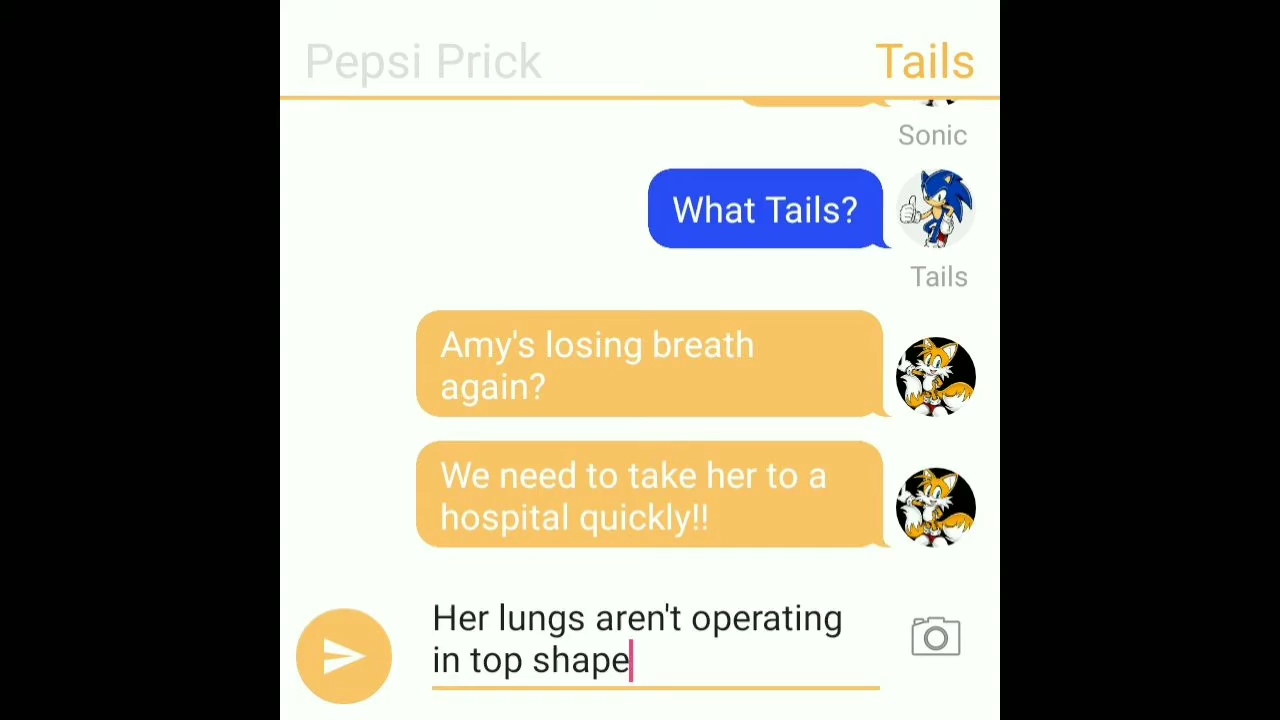 Pepsi Prick
Tails
Sonic
What Tails?
Tails
Amy's losing breath
again?
We need to take her to a
hospital quickly!!
Her lungs aren't operating
in top shape